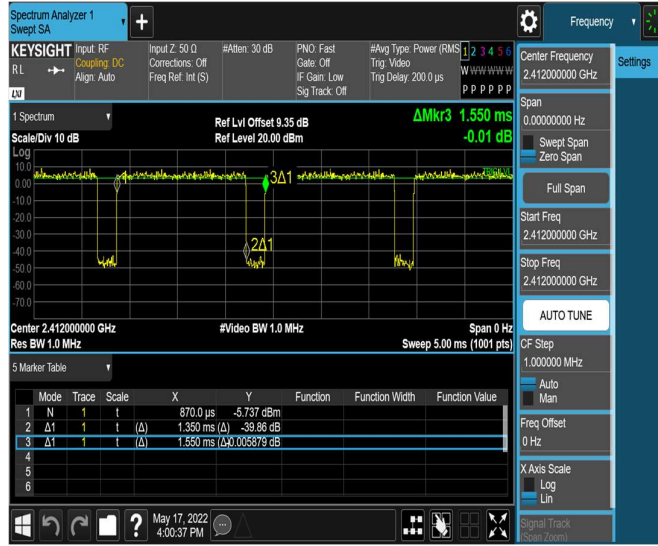 Spectrum Analyzer 1
Swept SA
+
Frequency
KEYSIGHT
RL
LXI
Input: RF
Coupling: DC
Align: Auto
Input Z: 50 Ω
Corrections: Off
Freq Ref: Int (S)
#Atten: 30 dB
PNO: Fast
Gate: Off
IF Gain: Low
Sig Track: Off
#Avg Type: Power (RMS
Trig: Video
Trig Delay: 200.0 µs
1 2 3 4 5 6
W W W W W W
P P P P P P
1 Spectrum
Scale/Div 10 dB
Log
Ref Lvl Offset 9.35 dB
Ref Level 20.00 dBm
ΔMkr3 1.550 ms
-0.01 dB
10.0
0.00
-10.0
-20.0
-30.0
-40.0
-50.0
-60.0
-70.0
3Δ1
2Δ1
Center 2.412000000 GHz
Res BW 1.0 MHz
#Video BW 1.0 MHz
Span 0 Hz
Sweep 5.00 ms (1001 pts)
5 Marker Table
Mode Trace Scale X Y Function Function Width Function Value
1 N 1 t 870.0 µs -5.737 dBm
2 Δ1 1 t (Δ) 1.350 ms (Δ) -39.86 dB
3 Δ1 1 t (Δ) 1.550 ms (Δ) -0.005879 dB
4
5
6
?
May 17, 2022
4:00:37 PM
Center Frequency
2.412000000 GHz
Settings
Span
0.00000000 Hz
Swept Span
Zero Span
Full Span
Start Freq
2.412000000 GHz
Stop Freq
2.412000000 GHz
AUTO TUNE
CF Step
1.000000 MHz
Auto
Man
Freq Offset
0 Hz
X Axis Scale
Log
Lin
Signal Track
(Span Zoom)